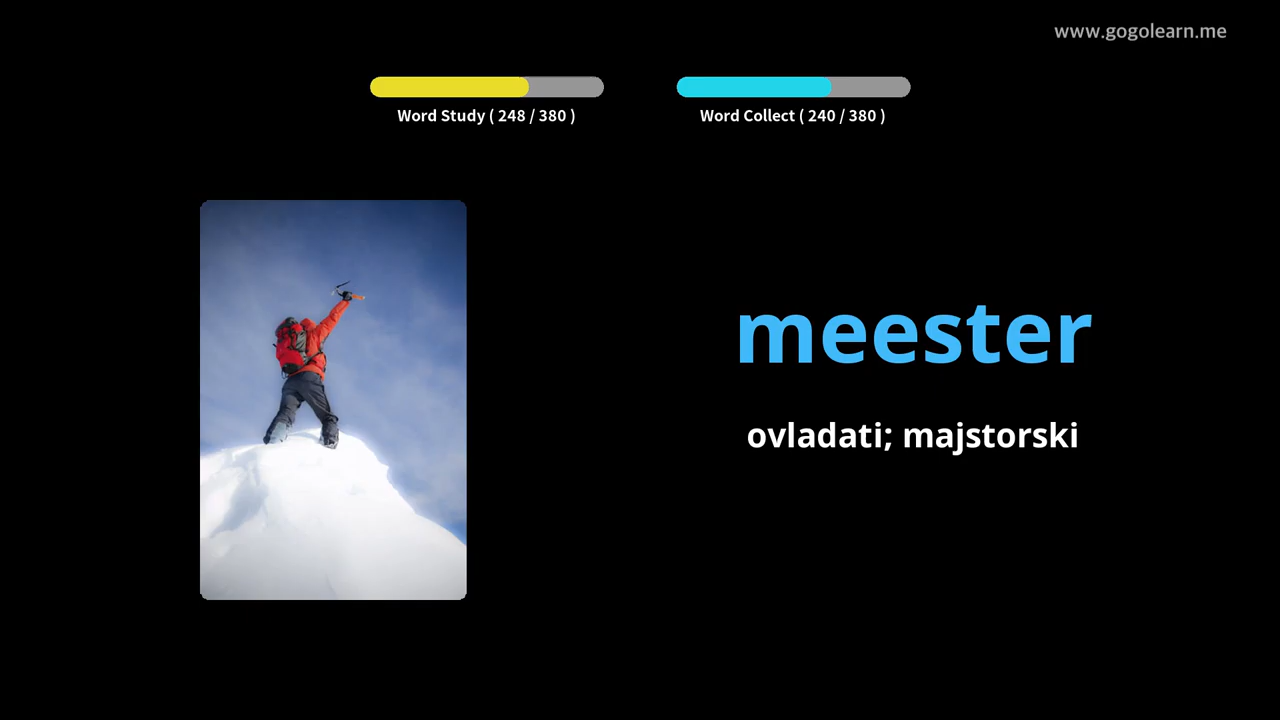 www.gogolearn.me
Word Study ( 248 / 380 )
Word Collect ( 240 / 380 )
meester
ovladati; majstorski